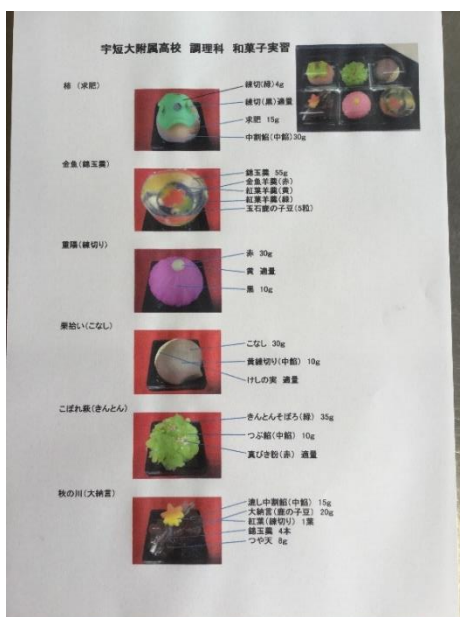 宇短大附属高校　調理科　和菓子実習
柿　(求肥)
練切(緑)4g
練切(黒)適量
求肥　15g
中割餡(中餡)30g
金魚(錦玉羹)
錦玉羹　55g
金魚羊羹(赤)
紅葉羊羹(黄)
紅葉羊羹(緑)
玉石鹿の子豆(5粒)
重陽(練切り)
赤　30g
黄　適量
黒　10g
栗拾い(こなし)
こなし　30g
黄練切り(中餡)　10g
けしの実　適量
こぼれ萩(きんとん)
きんとんそぼろ(緑)　35g
つぶ餡(中餡)　10g
真びき粉(赤)　適量
秋の川(大納言)
漉し中割餡(中餡)　15g
大納言(鹿の子豆)　20g
紅葉(練切り)　1葉
錦玉羹　4本
つや天　8g